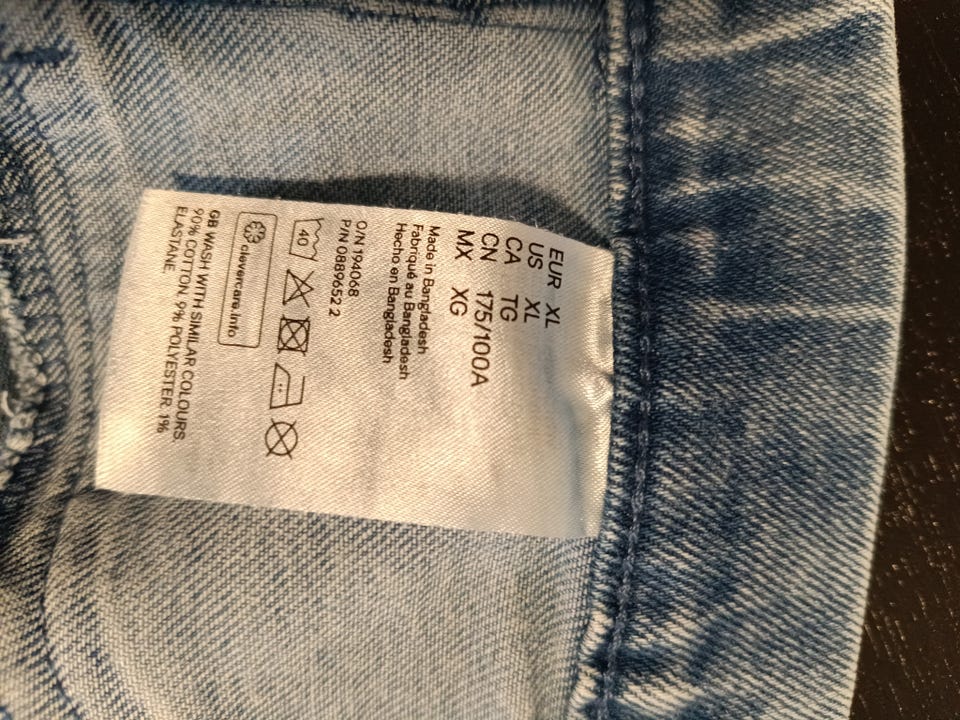 EUR XL
US XL
CA TG
CN 175/100A
MX XG
Made in Bangladesh
Fabriqué au Bangladesh
Hecho en Bangladesh
O/N 194068
P/N 0889652 2
40
clevercare.info
GB WASH WITH SIMILAR COLOURS
90% COTTON, 9% POLYESTER, 1%
ELASTANE